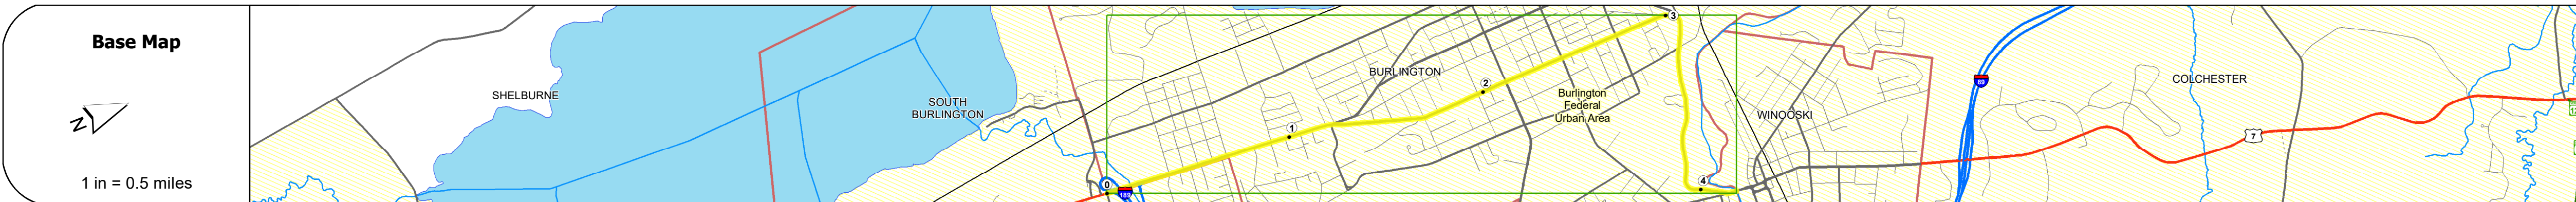 Base Map
N
1 in = 0.5 miles
SHELBURNE
SOUTH
BURLINGTON
0
189
1
BURLINGTON
2
3
Burlington
Federal
Urban Area
4
WINOOSKI
89
COLCHESTER
7